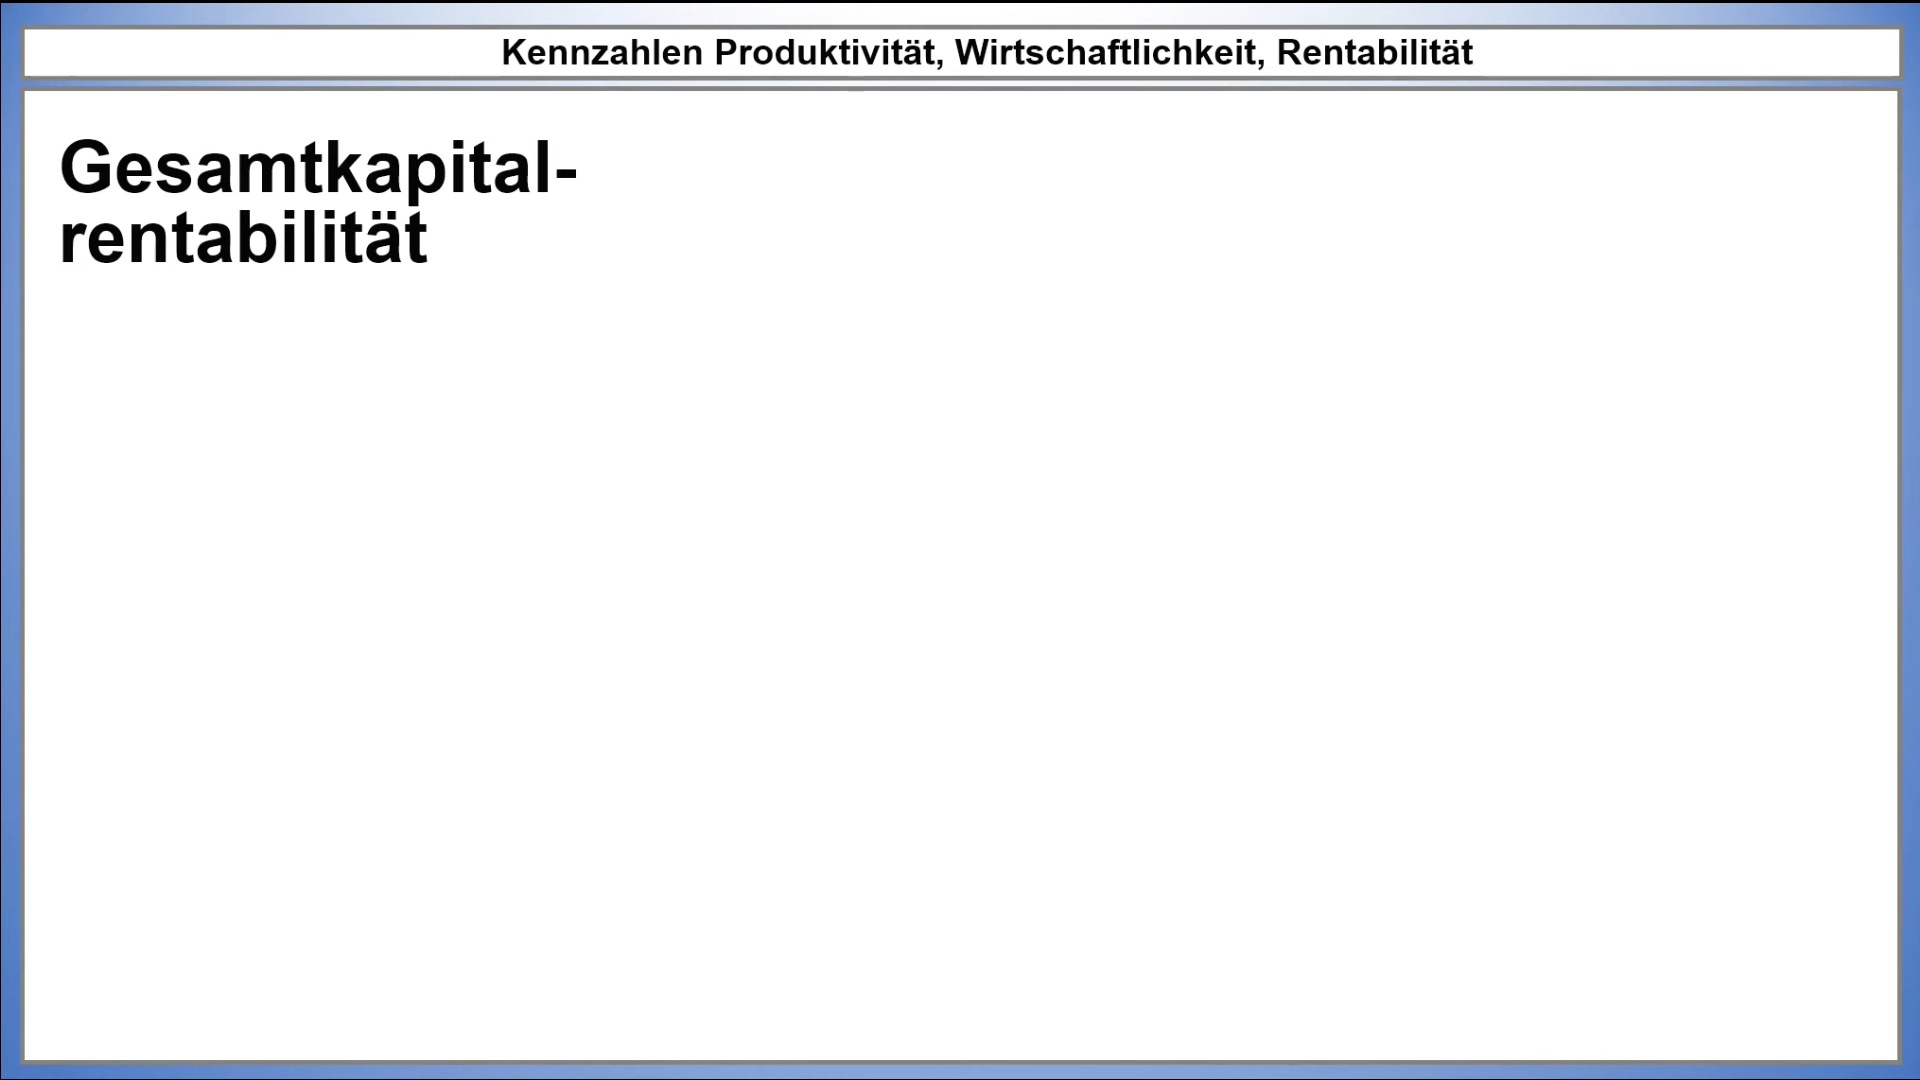 Kennzahlen Produktivität, Wirtschaftlichkeit, Rentabilität
Gesamtkapital-
rentabilität